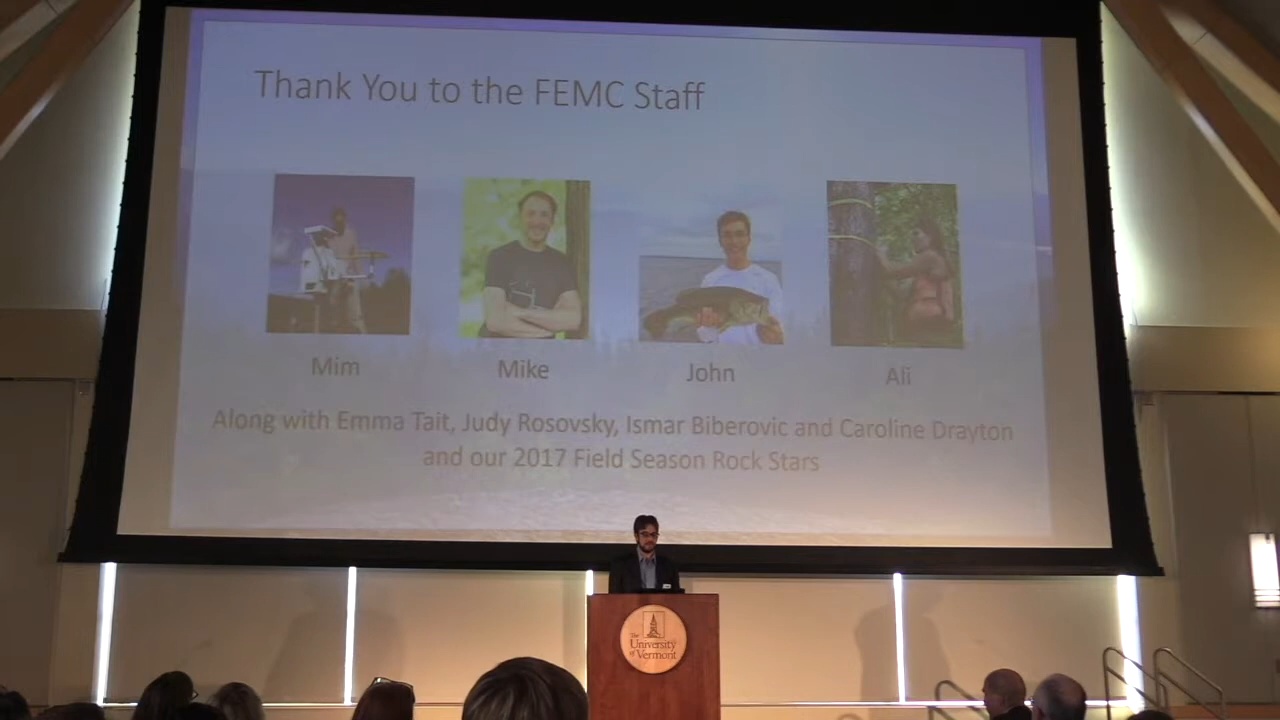 Thank You to the FEMC Staff
Mim
Mike
John
Ali
Along with Emma Tait, Judy Rosovsky, Ismar Biberovic and Caroline Drayton
and our 2017 Field Season Rock Stars
The
University
of Vermont